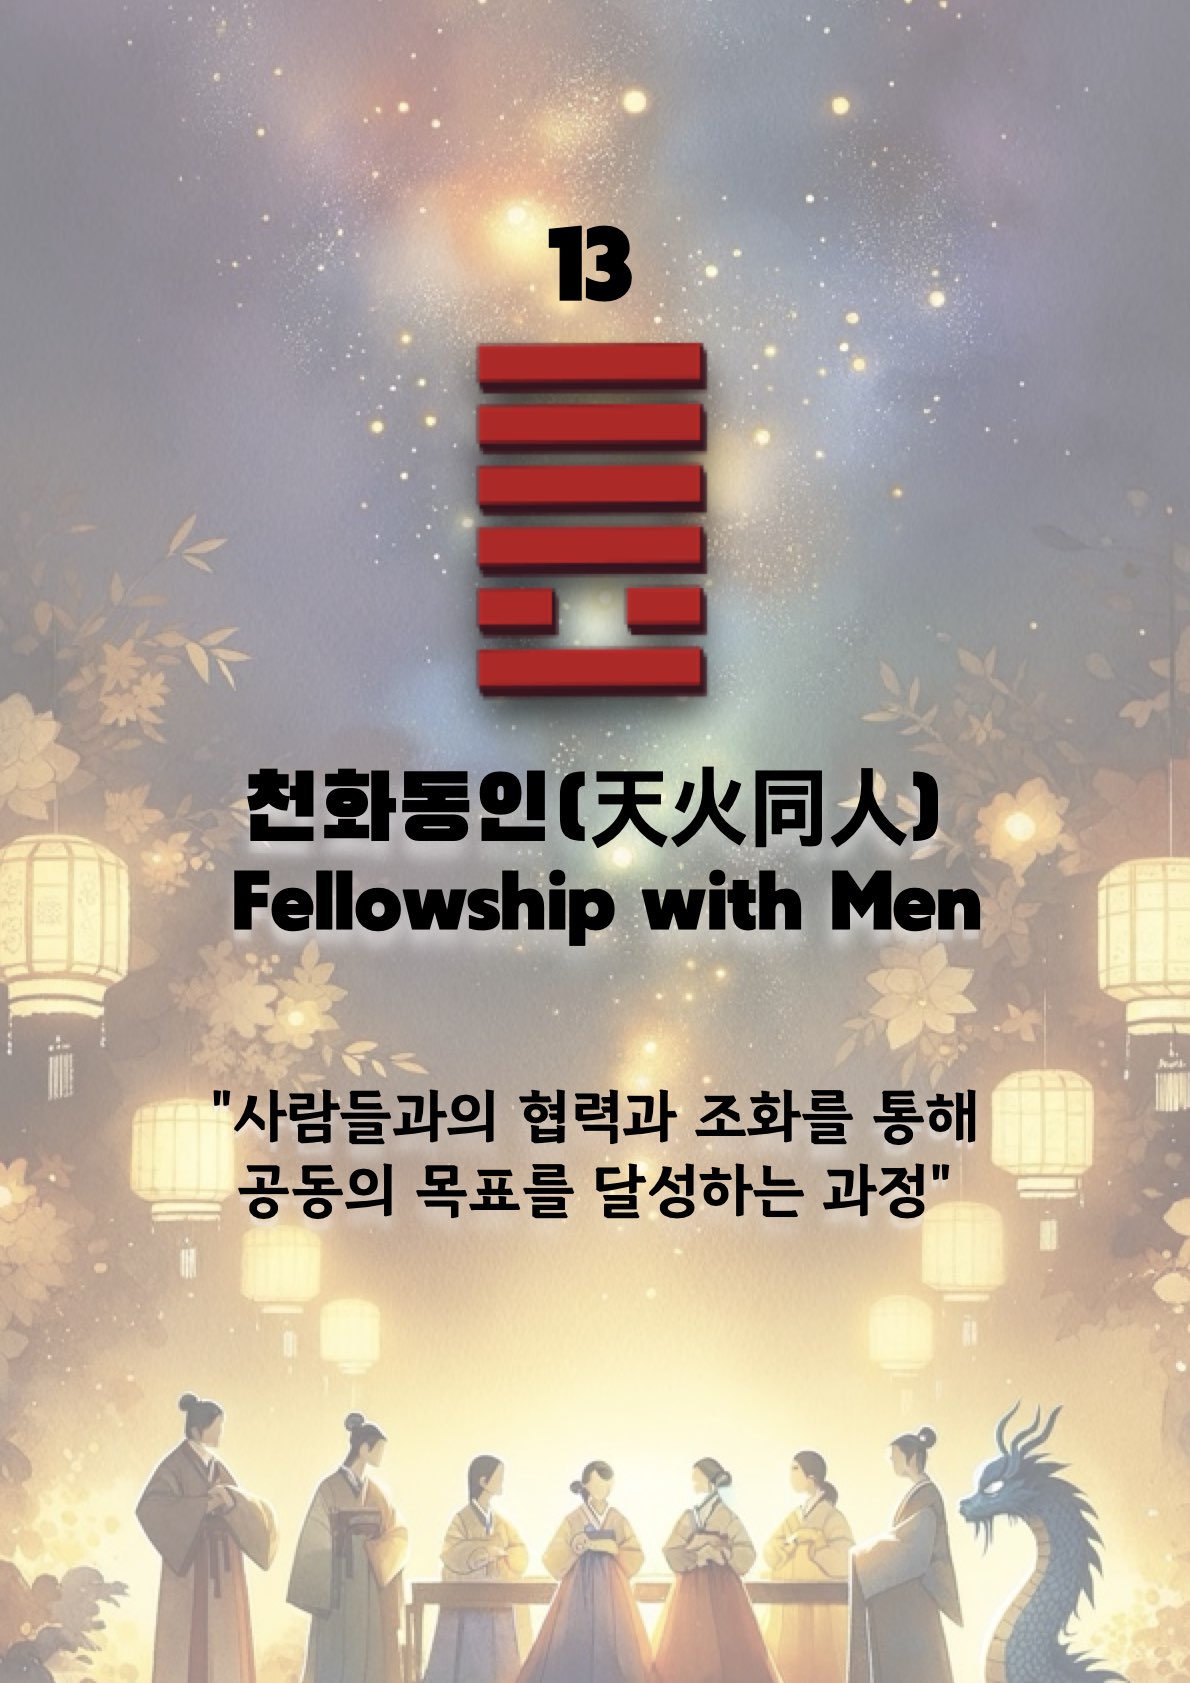 13
천화동인(天火同人)
Fellowship with Men
"사람들과의 협력과 조화를 통해
공동의 목표를 달성하는 과정"